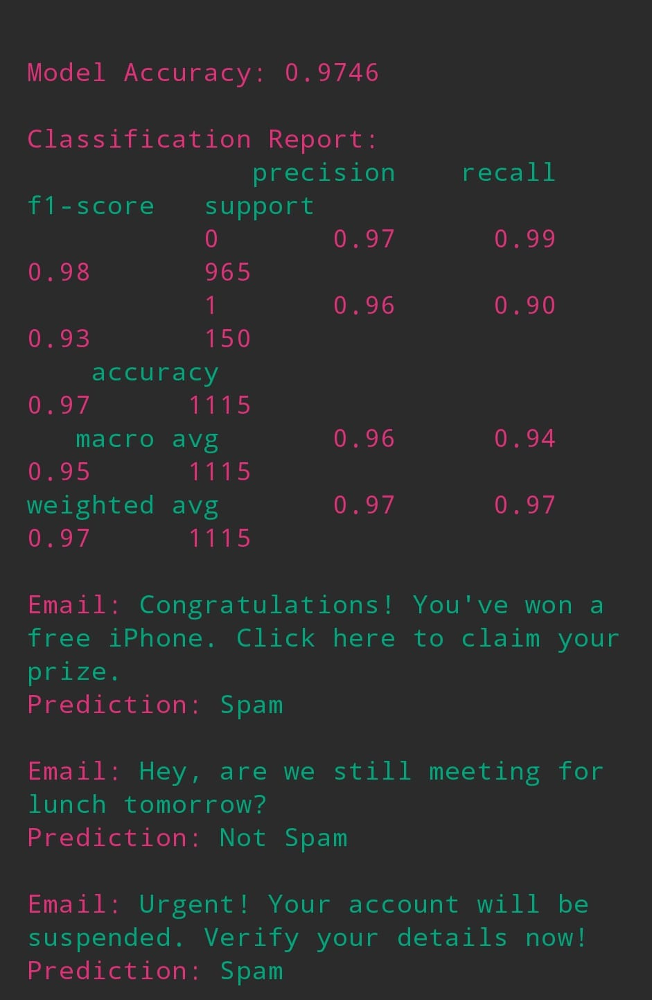 Model Accuracy: 0.9746
Classification Report:
precision recall
f1-score support
0 0.97 0.99
0.98 965
1 0.96 0.90
0.93 150
accuracy
0.97 1115
macro avg 0.96 0.94
0.95 1115
weighted avg 0.97 0.97
0.97 1115
Email: Congratulations! You've won a
free iPhone. Click here to claim your
prize.
Prediction: Spam
Email: Hey, are we still meeting for
lunch tomorrow?
Prediction: Not Spam
Email: Urgent! Your account will be
suspended. Verify your details now!
Prediction: Spam